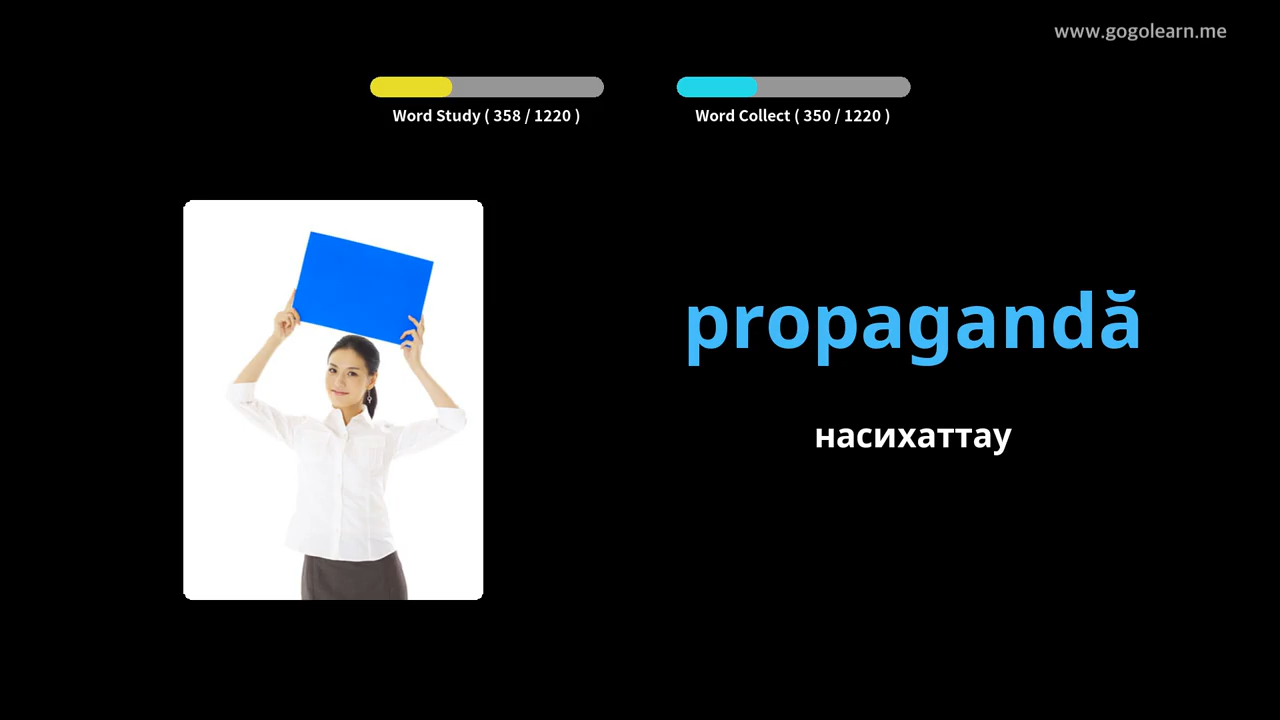 www.gogolearn.me
Word Study ( 358 / 1220 )
Word Collect ( 350 / 1220 )
propagandă
насихаттау